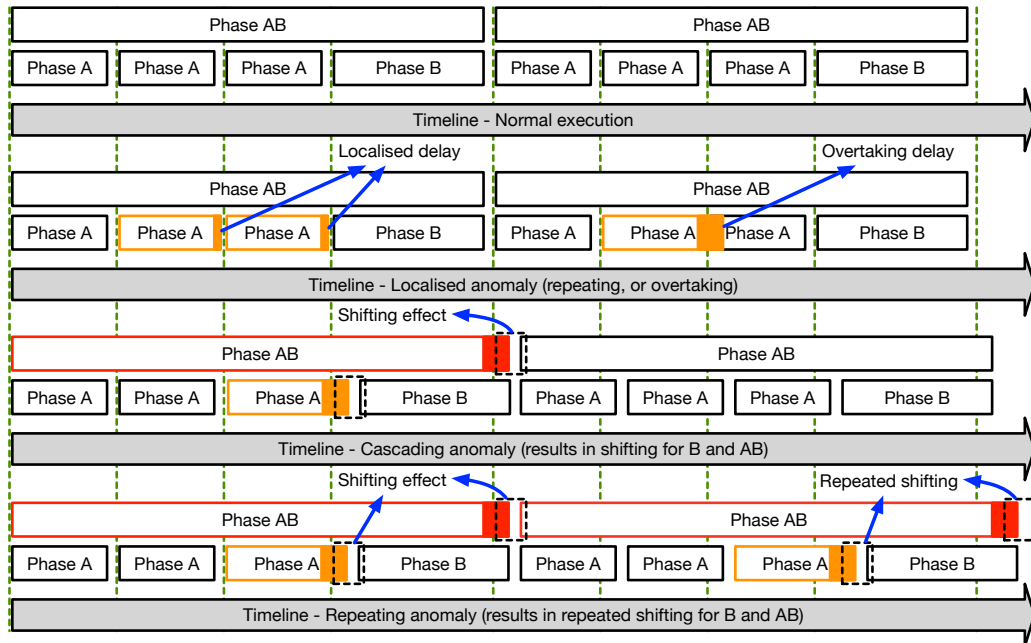 Phase AB Phase AB
Phase A Phase A Phase A Phase B Phase A Phase A Phase A Phase B
Timeline - Normal execution
Localised delay Overtaking delay
Phase AB Phase AB
Phase A Phase A Phase A Phase B Phase A Phase A Phase A Phase B
Timeline - Localised anomaly (repeating, or overtaking)
Shifting effect
Phase AB Phase AB
Phase A Phase A Phase A Phase B Phase A Phase A Phase A Phase B
Timeline - Cascading anomaly (results in shifting for B and AB)
Shifting effect Repeated shifting
Phase AB Phase AB
Phase A Phase A Phase A Phase B Phase A Phase A Phase A Phase B
Timeline - Repeating anomaly (results in repeated shifting for B and AB)